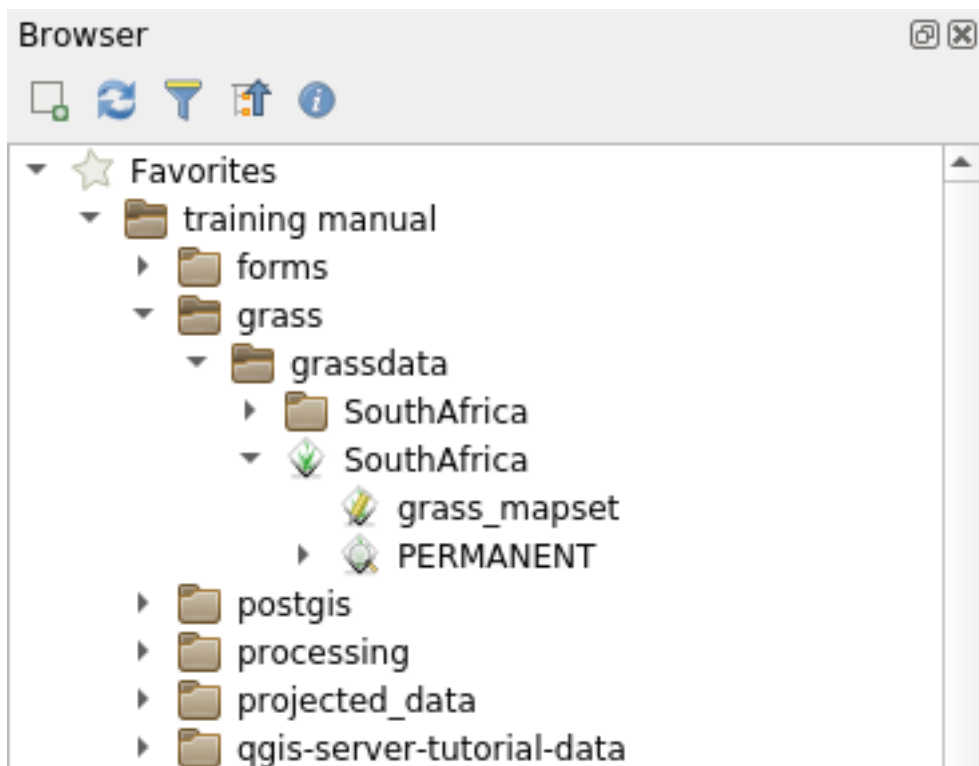 Browser
Favorites
training manual
forms
grass
grassdata
SouthAfrica
SouthAfrica
grass_mapset
PERMANENT
postgis
processing
projected_data
qgis-server-tutorial-data